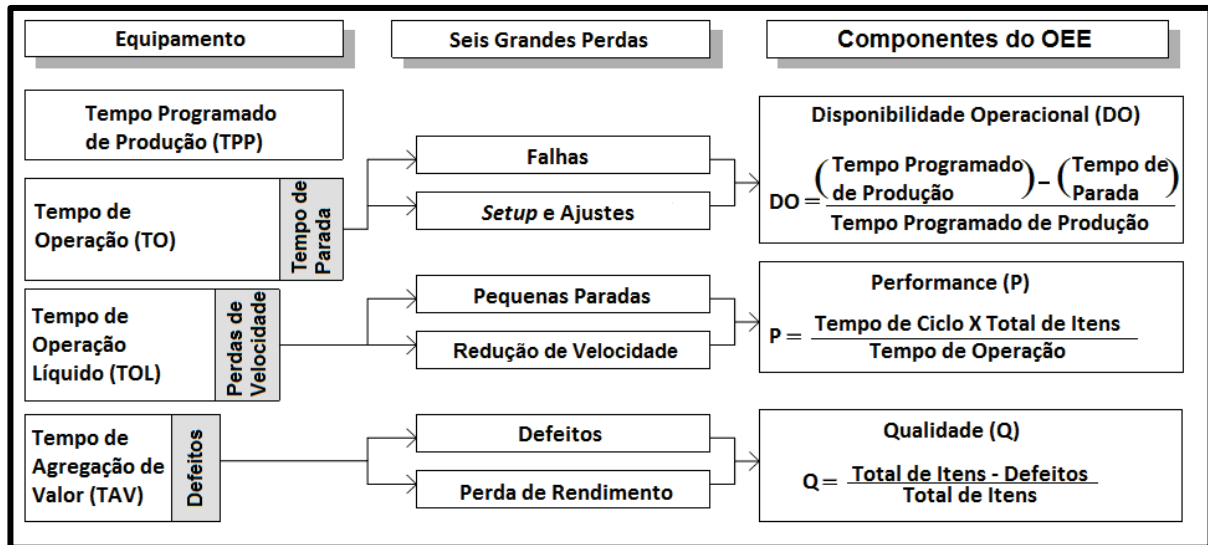 Equipamento
Seis Grandes Perdas
Componentes do OEE
Tempo Programado
de Produção (TPP)
Tempo de
Operação (TO)
Tempo de
Parada
Falhas
Setup e Ajustes
Disponibilidade Operacional (DO)
DO = (Tempo Programado de Produção) – (Tempo de Parada)
Tempo Programado de Produção
Tempo de
Operação
Líquido (TOL)
Perdas de
Velocidade
Pequenas Paradas
Redução de Velocidade
Performance (P)
P = Tempo de Ciclo X Total de Itens
Tempo de Operação
Tempo de
Agregação de
Valor (TAV)
Defeitos
Defeitos
Perda de Rendimento
Qualidade (Q)
Q = Total de Itens - Defeitos
Total de Itens